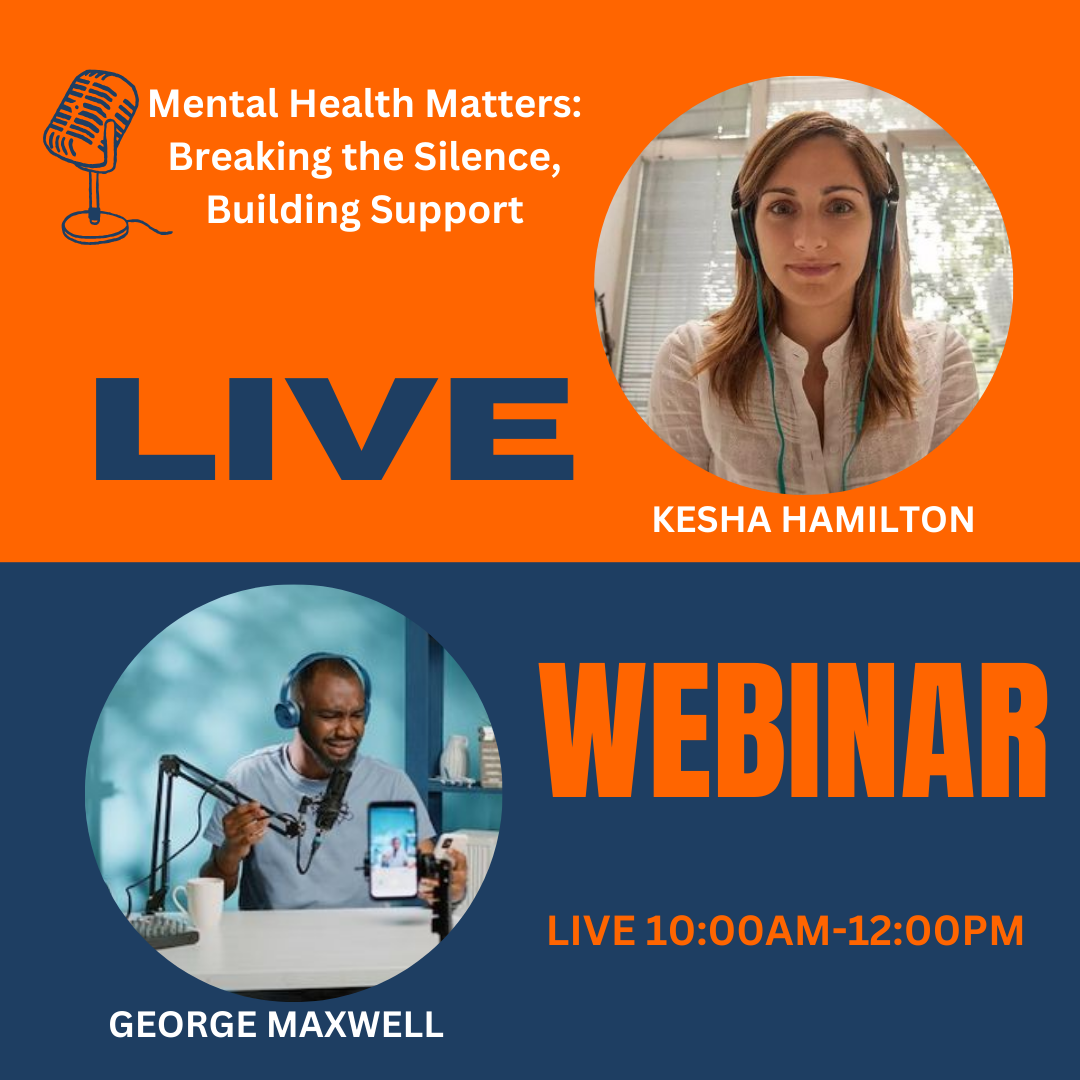 Mental Health Matters:
Breaking the Silence,
Building Support
LIVE
KESHA HAMILTON
WEBINAR
LIVE 10:00AM-12:00PM
GEORGE MAXWELL